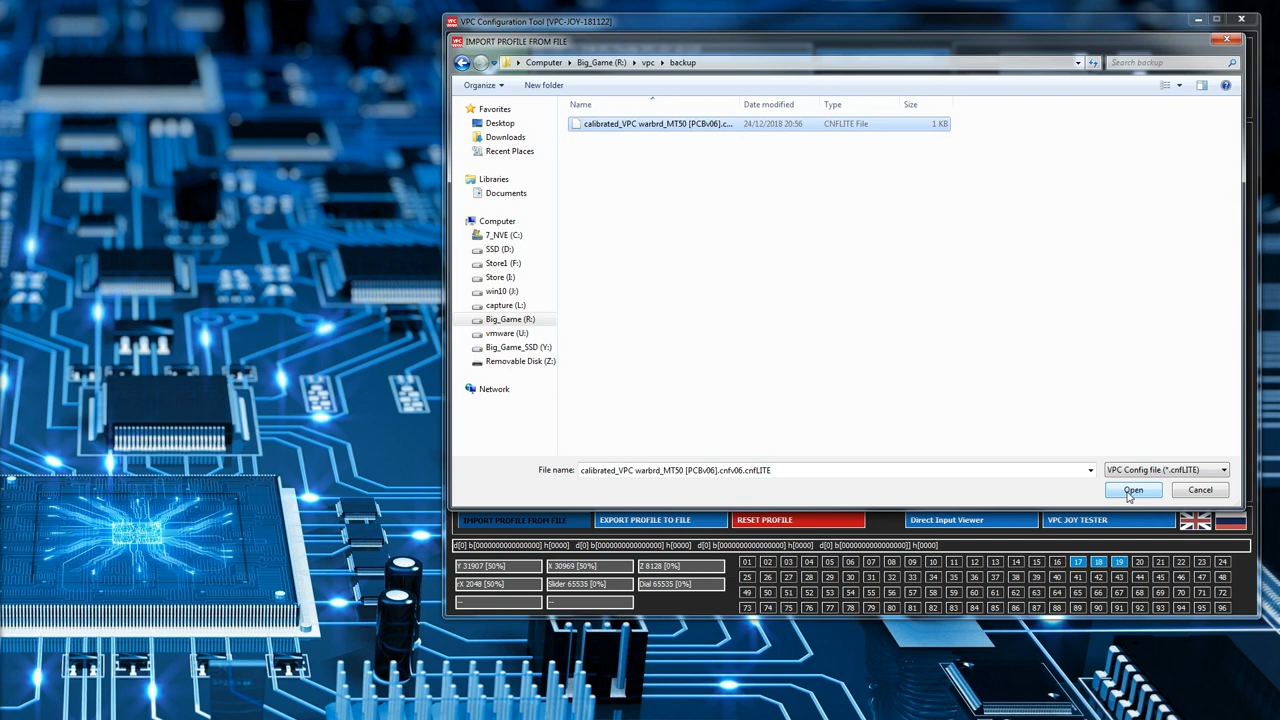 VPC Configuration Tool [VPC-JOY-181122]
IMPORT PROFILE FROM FILE
Computer Big_Game (R:) vpc backup
Search backup
Organize New folder
Name Date modified Type Size
calibrated_VPC warbrd_MT50 [PCBv06].c... 24/12/2018 20:56 CNFLITE File 1 KB
Favorites
Desktop
Downloads
Recent Places
Libraries
Documents
Computer
7_NVE (C:)
SSD (D:)
Store1 (F:)
Store (I:)
win10 (J:)
capture (L:)
Big_Game (R:)
vmware (U:)
Big_Game_SSD (Y:)
Removable Disk (Z:)
Network
File name: calibrated_VPC warbrd_MT50 [PCBv06].cnfv06.cnfLITE VPC Config file (*.cnfLITE)
Open Cancel
IMPORT PROFILE FROM FILE EXPORT PROFILE TO FILE RESET PROFILE Direct Input Viewer VPC JOY TESTER
Y 31907 [50%] X 30969 [50%] Z 8128 [00%]
rX 2048 [50%] Slider 65535 [0%] Dial 65535 [0%]
-- --
01 02 03 04 05 06 07 08 09 10 11 12 13 14 15 16 17 18 19 20 21 22 23 24
25 26 27 28 29 30 31 32 33 34 35 36 37 38 39 40 41 42 43 44 45 46 47 48
49 50 51 52 53 54 55 56 57 58 59 60 61 62 63 64 65 66 67 68 69 70 71 72
73 74 75 76 77 78 79 80 81 82 83 84 85 86 87 88 89 90 91 92 93 94 95 96